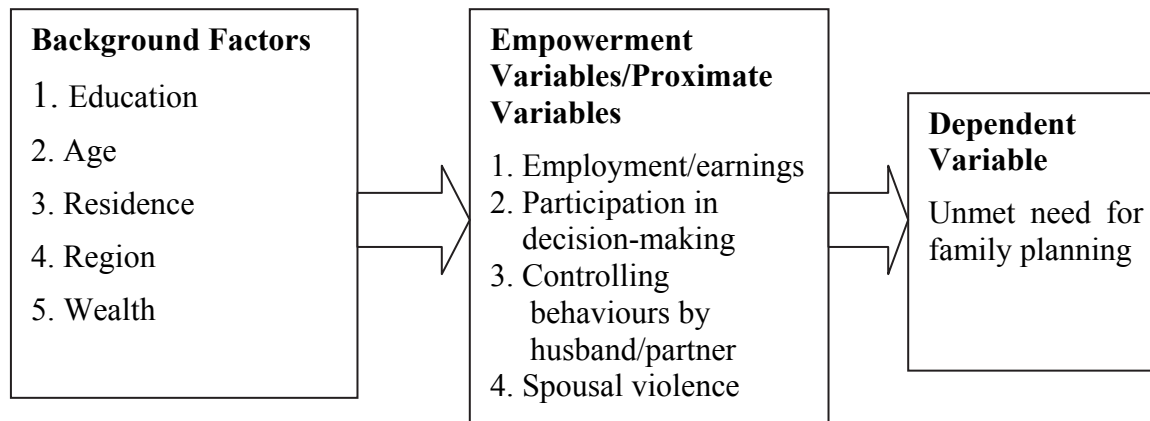 Background Factors
1. Education
2. Age
3. Residence
4. Region
5. Wealth
Empowerment
Variables/Proximate
Variables
1. Employment/earnings
2. Participation in
decision-making
3. Controlling
behaviours by
husband/partner
4. Spousal violence
Dependent
Variable
Unmet need for
family planning